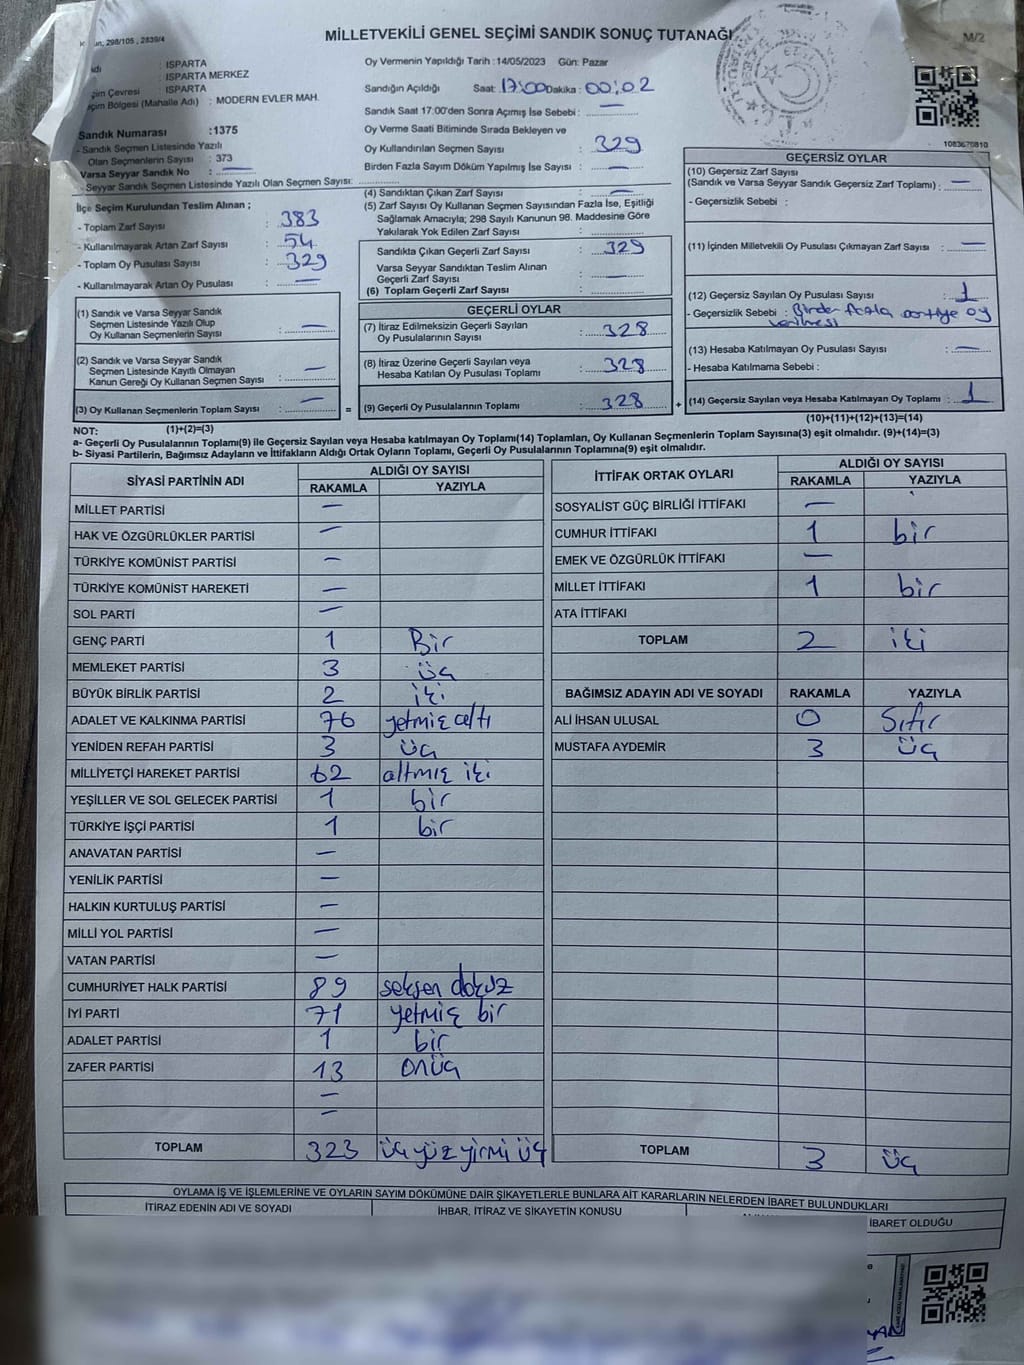 un, 298/105 , 2839/4
MİLLETVEKİLİ GENEL SEÇİMİ SANDIK SONUÇ TUTANAĞI
M/2
: ISPARTA
: ISPARTA MERKEZ
: ISPARTA
çim Bölgesi (Mahalle Adı) : MODERN EVLER MAH.
Sandık Numarası :1375
- Sandık Seçmen Listesinde Yazılı
Olan Seçmenlerin Sayısı : 373
Varsa Seyyar Sandık No : —
- Seyyar Sandık Seçmen Listesinde Yazılı Olan Seçmen Sayısı:
Oy Vermenin Yapıldığı Tarih : 14/05/2023 Gün: Pazar
Sandığın Açıldığı Saat: 17:00 Dakika : 00:02
Sandık Saat 17.00'den Sonra Açımış İse Sebebi : —
Oy Verme Saati Bitiminde Sırada Bekleyen ve
Oy Kullandırılan Seçmen Sayısı : 329
Birden Fazla Sayım Döküm Yapılmış İse Sayısı : —
1083676810
İlçe Seçim Kurulundan Teslim Alınan ;
- Toplam Zarf Sayısı : 383
- Kullanılmayarak Artan Zarf Sayısı : 54
- Toplam Oy Pusulası Sayısı : 329
- Kullanılmayarak Artan Oy Pusulası : —
(1) Sandık ve Varsa Seyyar Sandık
Seçmen Listesinde Yazılı Olup
Oy Kullanan Seçmenlerin Sayısı : —
(2) Sandık ve Varsa Seyyar Sandık
Seçmen Listesinde Kayıtlı Olmayan
Kanun Gereği Oy Kullanan Seçmen Sayısı : —
(3) Oy Kullanan Seçmenlerin Toplam Sayısı : — =
(1)+(2)=(3)
(4) Sandıktan Çıkan Zarf Sayısı : —
(5) Zarf Sayısı Oy Kullanan Seçmen Sayısından Fazla İse, Eşitliği
Sağlamak Amacıyla; 298 Sayılı Kanunun 98. Maddesine Göre
Yakılarak Yok Edilen Zarf Sayısı :
Sandıkta Çıkan Geçerli Zarf Sayısı : 329
Varsa Seyyar Sandıktan Teslim Alınan
Geçerli Zarf Sayısı : —
(6) Toplam Geçerli Zarf Sayısı :
GEÇERLİ OYLAR
(7) İtiraz Edilmeksizin Geçerli Sayılan
Oy Pusulalarının Sayısı : 328
(8) İtiraz Üzerine Geçerli Sayılan veya
Hesaba Katılan Oy Pusulası Toplamı : 328
(9) Geçerli Oy Pusulalarının Toplamı : 328 +
GEÇERSİZ OYLAR
(10) Geçersiz Zarf Sayısı
(Sandık ve Varsa Seyyar Sandık Geçersiz Zarf Toplamı) : —
- Geçersizlik Sebebi :
(11) İçinden Milletvekili Oy Pusulası Çıkmayan Zarf Sayısı : —
(12) Geçersiz Sayılan Oy Pusulası Sayısı : 1
- Geçersizlik Sebebi : Birden fazla partiye oy
verilmesi
(13) Hesaba Katılmayan Oy Pusulası Sayısı : —
- Hesaba Katılmama Sebebi :
(14) Geçersiz Sayılan veya Hesaba Katılmayan Oy Toplamı : 1
(10)+(11)+(12)+(13)=(14)
NOT:
a- Geçerli Oy Pusulalarının Toplamı(9) ile Geçersiz Sayılan veya Hesaba katılmayan Oy Toplamı(14) Toplamları, Oy Kullanan Seçmenlerin Toplam Sayısına(3) eşit olmalıdır. (9)+(14)=(3)
b- Siyasi Partilerin, Bağımsız Adayların ve İttifakların Aldığı Ortak Oyların Toplamı, Geçerli Oy Pusulalarının Toplamına(9) eşit olmalıdır.
SİYASİ PARTİNİN ADI ALDIĞI OY SAYISI
RAKAMLA YAZIYLA
MİLLET PARTİSİ —
HAK VE ÖZGÜRLÜKLER PARTİSİ —
TÜRKİYE KOMÜNİST PARTİSİ —
TÜRKİYE KOMÜNİST HAREKETİ —
SOL PARTİ —
GENÇ PARTİ 1 Bir
MEMLEKET PARTİSİ 3 üç
BÜYÜK BİRLİK PARTİSİ 2 iki
ADALET VE KALKINMA PARTİSİ 76 yetmiş altı
YENİDEN REFAH PARTİSİ 3 üç
MİLLİYETÇİ HAREKET PARTİSİ 62 altmış iki
YEŞİLLER VE SOL GELECEK PARTİSİ 1 bir
TÜRKİYE İŞÇİ PARTİSİ 1 bir
ANAVATAN PARTİSİ —
YENİLİK PARTİSİ —
HALKIN KURTULUŞ PARTİSİ —
MİLLİ YOL PARTİSİ —
VATAN PARTİSİ —
CUMHURİYET HALK PARTİSİ 89 seksen dokuz
İYİ PARTİ 71 yetmiş bir
ADALET PARTİSİ 1 bir
ZAFER PARTİSİ 13 onüç
—
—
TOPLAM 323 üç yüz yirmi üç
İTTİFAK ORTAK OYLARI ALDIĞI OY SAYISI
RAKAMLA YAZIYLA
SOSYALİST GÜÇ BİRLİĞİ İTTİFAKI —
CUMHUR İTTİFAKI 1 bir
EMEK VE ÖZGÜRLÜK İTTİFAKI —
MİLLET İTTİFAKI 1 bir
ATA İTTİFAKI
TOPLAM 2 iki
BAĞIMSIZ ADAYIN ADI VE SOYADI RAKAMLA YAZIYLA
ALİ İHSAN ULUSAL 0 Sıfır
MUSTAFA AYDEMİR 3 üç
TOPLAM 3 üç
OYLAMA İŞ VE İŞLEMLERİNE VE OYLARIN SAYIM DÖKÜMÜNE DAİR ŞİKAYETLERLE BUNLARA AİT KARARLARIN NELERDEN İBARET BULUNDUKLARI
İTİRAZ EDENİN ADI VE SOYADI İHBAR, İTİRAZ VE ŞİKAYETİN KONUSU İBARET OLDUĞU